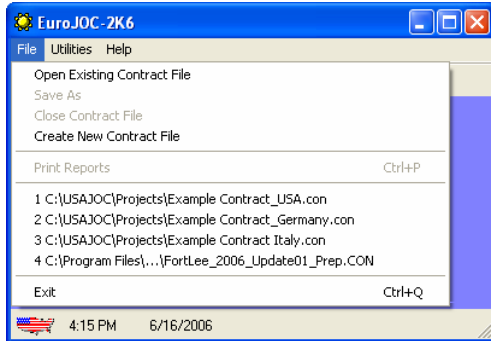 EuroJOC-2K6
File Utilities Help
Open Existing Contract File
Save As
Close Contract File
Create New Contract File
Print Reports Ctrl+P
1 C:\USAJOC\Projects\Example Contract_USA.con
2 C:\USAJOC\Projects\Example Contract_Germany.con
3 C:\USAJOC\Projects\Example Contract Italy.con
4 C:\Program Files\...\FortLee_2006_Update01_Prep.CON
Exit Ctrl+Q
4:15 PM 6/16/2006